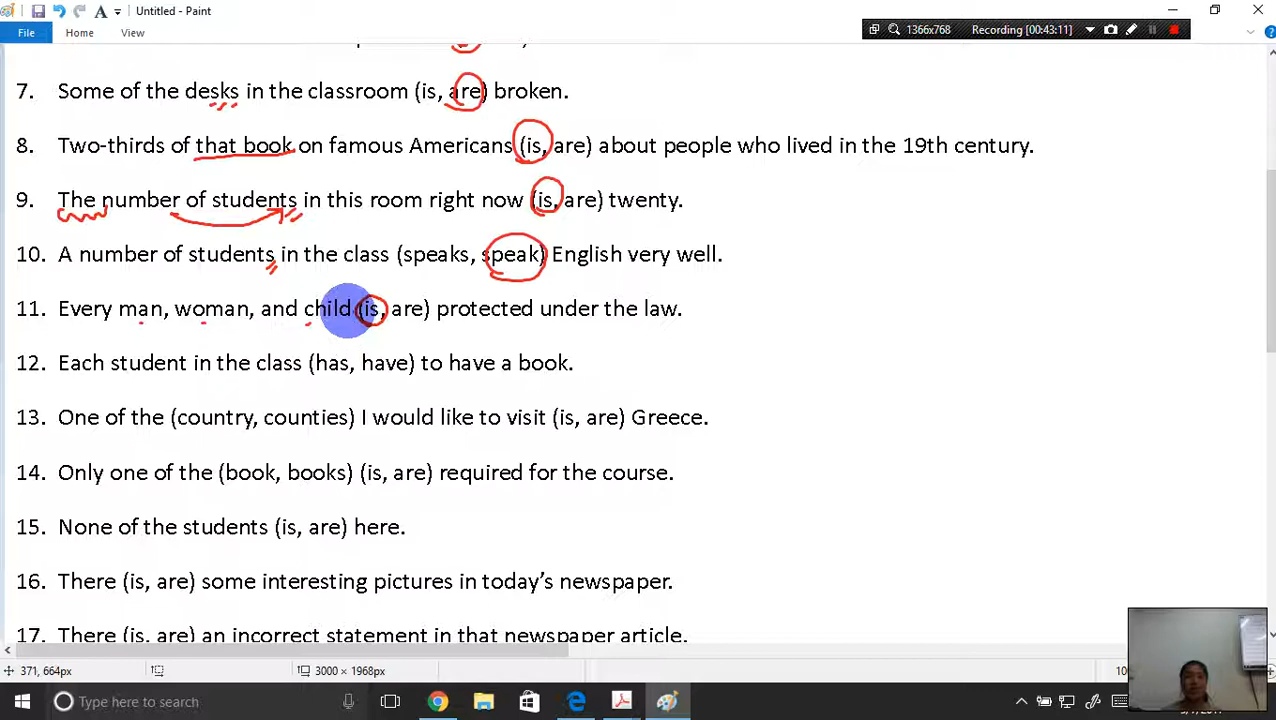 Untitled - Paint
File Home View
1366x768 Recording [00:43:11]
7. Some of the desks in the classroom (is, are) broken.
8. Two-thirds of that book on famous Americans (is, are) about people who lived in the 19th century.
9. The number of students in this room right now (is, are) twenty.
10. A number of students in the class (speaks, speak) English very well.
11. Every man, woman, and child (is, are) protected under the law.
12. Each student in the class (has, have) to have a book.
13. One of the (country, counties) I would like to visit (is, are) Greece.
14. Only one of the (book, books) (is, are) required for the course.
15. None of the students (is, are) here.
16. There (is, are) some interesting pictures in today’s newspaper.
17. There (is, are) an incorrect statement in that newspaper article.
371, 664px 3000 × 1968px
Type here to search